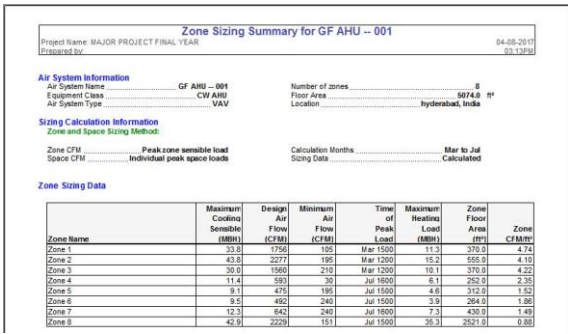 Zone Sizing Summary for GF AHU -- 001
Project Name: MAJOR PROJECT FINAL YEAR 04-08-2017
Prepared by: 03:13PM
Air System Information
Air System Name GF AHU -- 001 Number of zones 8
Equipment Class CW AHU Floor Area 5074.0 ft²
Air System Type VAV Location hyderabad, India
Sizing Calculation Information
Zone and Space Sizing Method:
Zone CFM Peak zone sensible load Calculation Months Mar to Jul
Space CFM Individual peak space loads Sizing Data Calculated
Zone Sizing Data
Maximum Design Minimum Time Maximum Zone
Cooling Air Air of Heating Floor
Sensible Flow Flow Peak Load Area Zone
Zone Name (MBH) (CFM) (CFM) Load (MBH) (ft²) CFM/ft²
Zone 1 33.8 1756 105 Mar 1500 11.3 370.0 4.74
Zone 2 43.8 2277 195 Mar 1200 15.2 555.0 4.10
Zone 3 30.0 1560 210 Mar 1200 10.1 370.0 4.22
Zone 4 11.4 593 30 Jul 1600 6.1 252.0 2.35
Zone 5 9.1 475 195 Jul 1500 4.6 312.0 1.52
Zone 6 9.5 492 240 Jul 1500 3.9 264.0 1.86
Zone 7 12.3 642 240 Jul 1600 7.3 430.0 1.49
Zone 8 42.9 2229 151 Jul 1500 35.3 2521.0 0.88